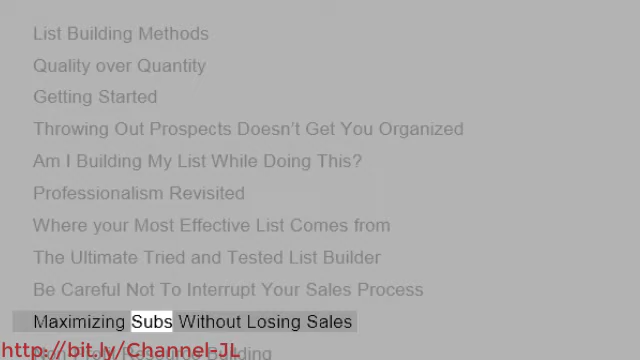 List Building Methods
Quality over Quantity
Getting Started
Throwing Out Prospects Doesn't Get You Organized
Am I Building My List While Doing This?
Professionalism Revisited
Where your Most Effective List Comes from
The Ultimate Tried and Tested List Builder
Be Careful Not To Interrupt Your Sales Process
Maximizing Subs Without Losing Sales
http://bit.ly/Channel-JL
Building